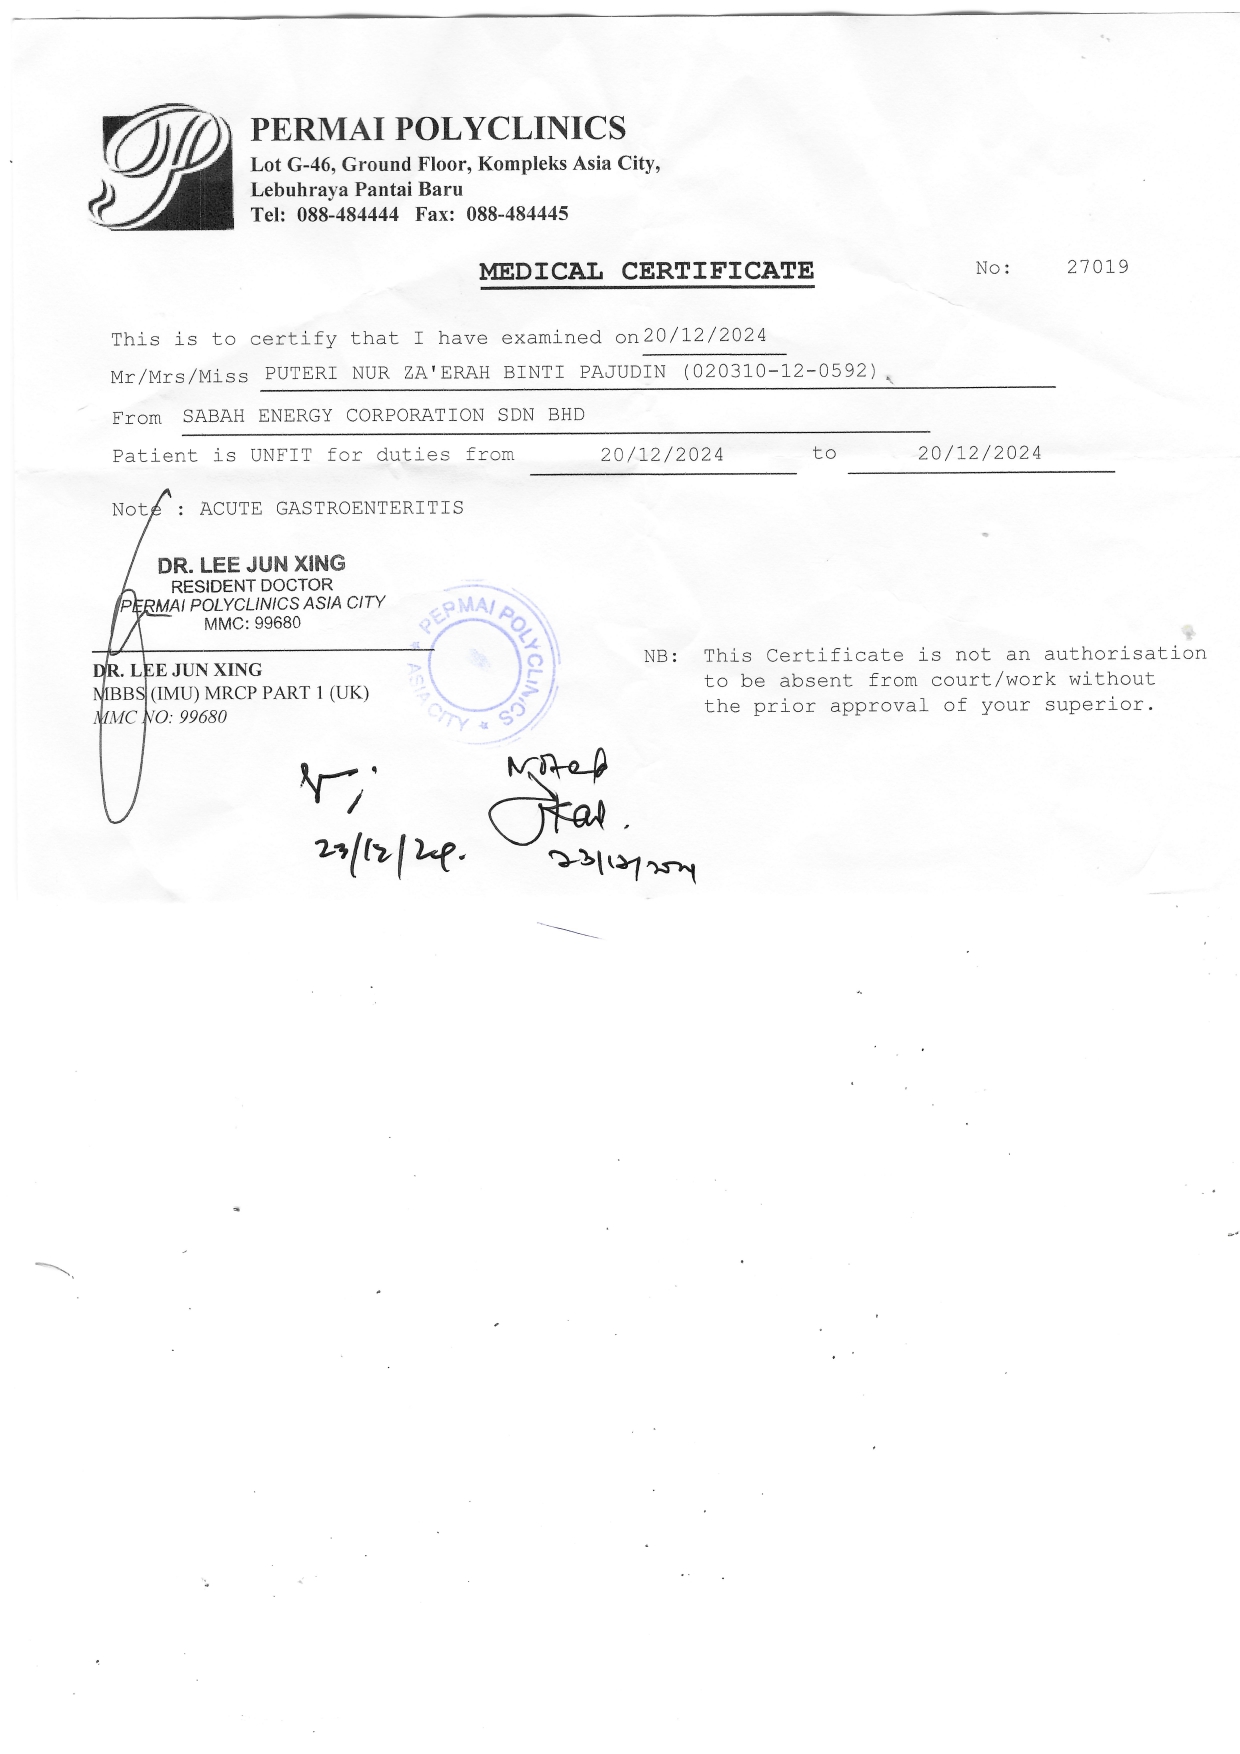 PERMAI POLYCLINICS
Lot G-46, Ground Floor, Kompleks Asia City,
Lebuhraya Pantai Baru
Tel: 088-484444 Fax: 088-484445
MEDICAL CERTIFICATE No: 27019
This is to certify that I have examined on 20/12/2024
Mr/Mrs/Miss PUTERI NUR ZA'ERAH BINTI PAJUDIN (020310-12-0592)
From SABAH ENERGY CORPORATION SDN BHD
Patient is UNFIT for duties from 20/12/2024 to 20/12/2024
Note : ACUTE GASTROENTERITIS
DR. LEE JUN XING
RESIDENT DOCTOR
PERMAI POLYCLINICS ASIA CITY
MMC: 99680
DR. LEE JUN XING
MBBS (IMU) MRCP PART 1 (UK)
MMC NO: 99680
PERMAI POLYCLINICS * ASIA CITY *
NB: This Certificate is not an authorisation
to be absent from court/work without
the prior approval of your superior.
Noted
23/12/24.
23/12/2024